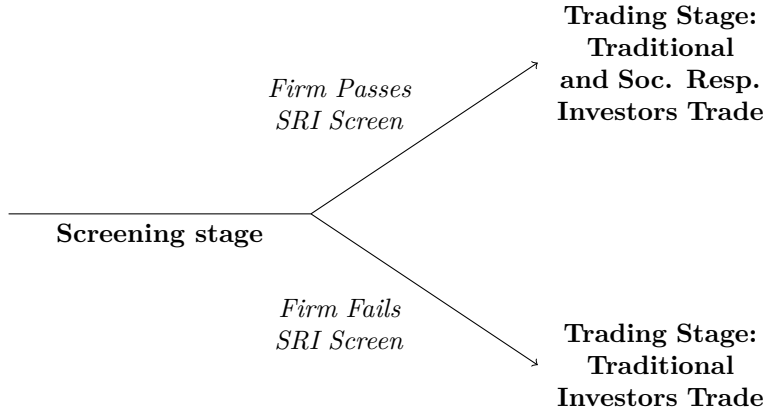 Trading Stage:
Traditional
and Soc. Resp.
Investors Trade
Firm Passes
SRI Screen
Screening stage
Firm Fails
SRI Screen
Trading Stage:
Traditional
Investors Trade